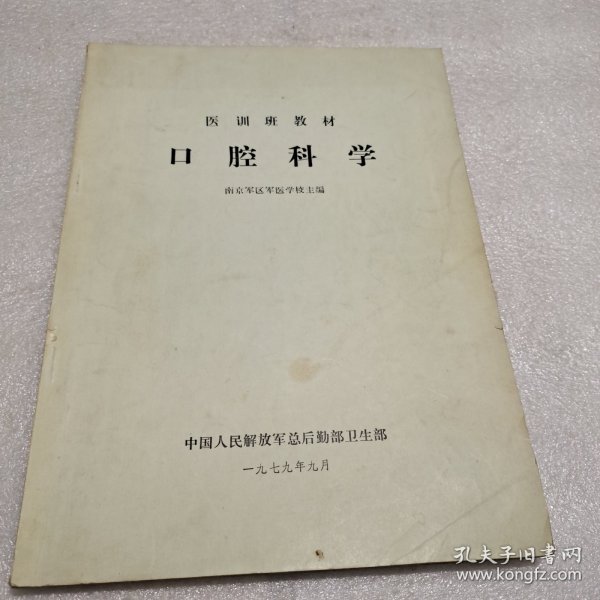 医训班教材
口腔科学
南京军区军医学校主编
中国人民解放军总后勤部卫生部
一九七九年九月
孔夫子旧书网
www.kongfz.com